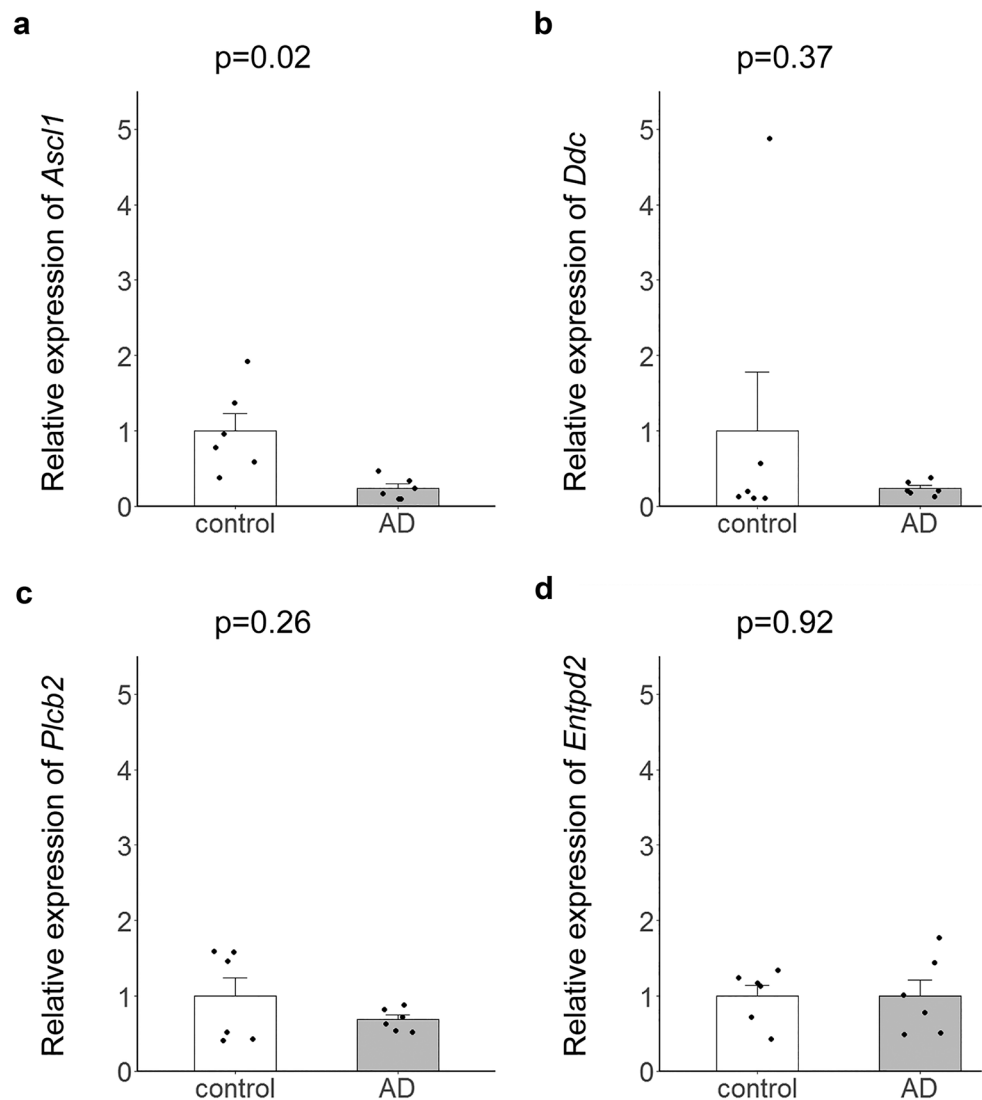 a
p=0.02
Relative expression of Ascl1
5
4
3
2
1
0
control AD
b
p=0.37
Relative expression of Ddc
5
4
3
2
1
0
control AD
c
p=0.26
Relative expression of Plcb2
5
4
3
2
1
0
control AD
d
p=0.92
Relative expression of Entpd2
5
4
3
2
1
0
control AD